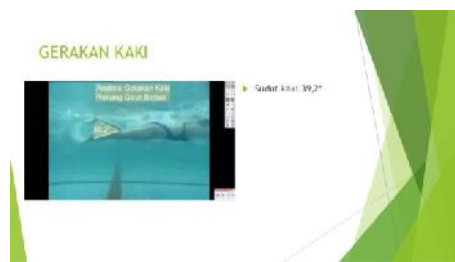 GERAKAN KAKI
Analisis Gerakan Kaki
Renang Gaya Bebas
Sudut kaki 39,2°